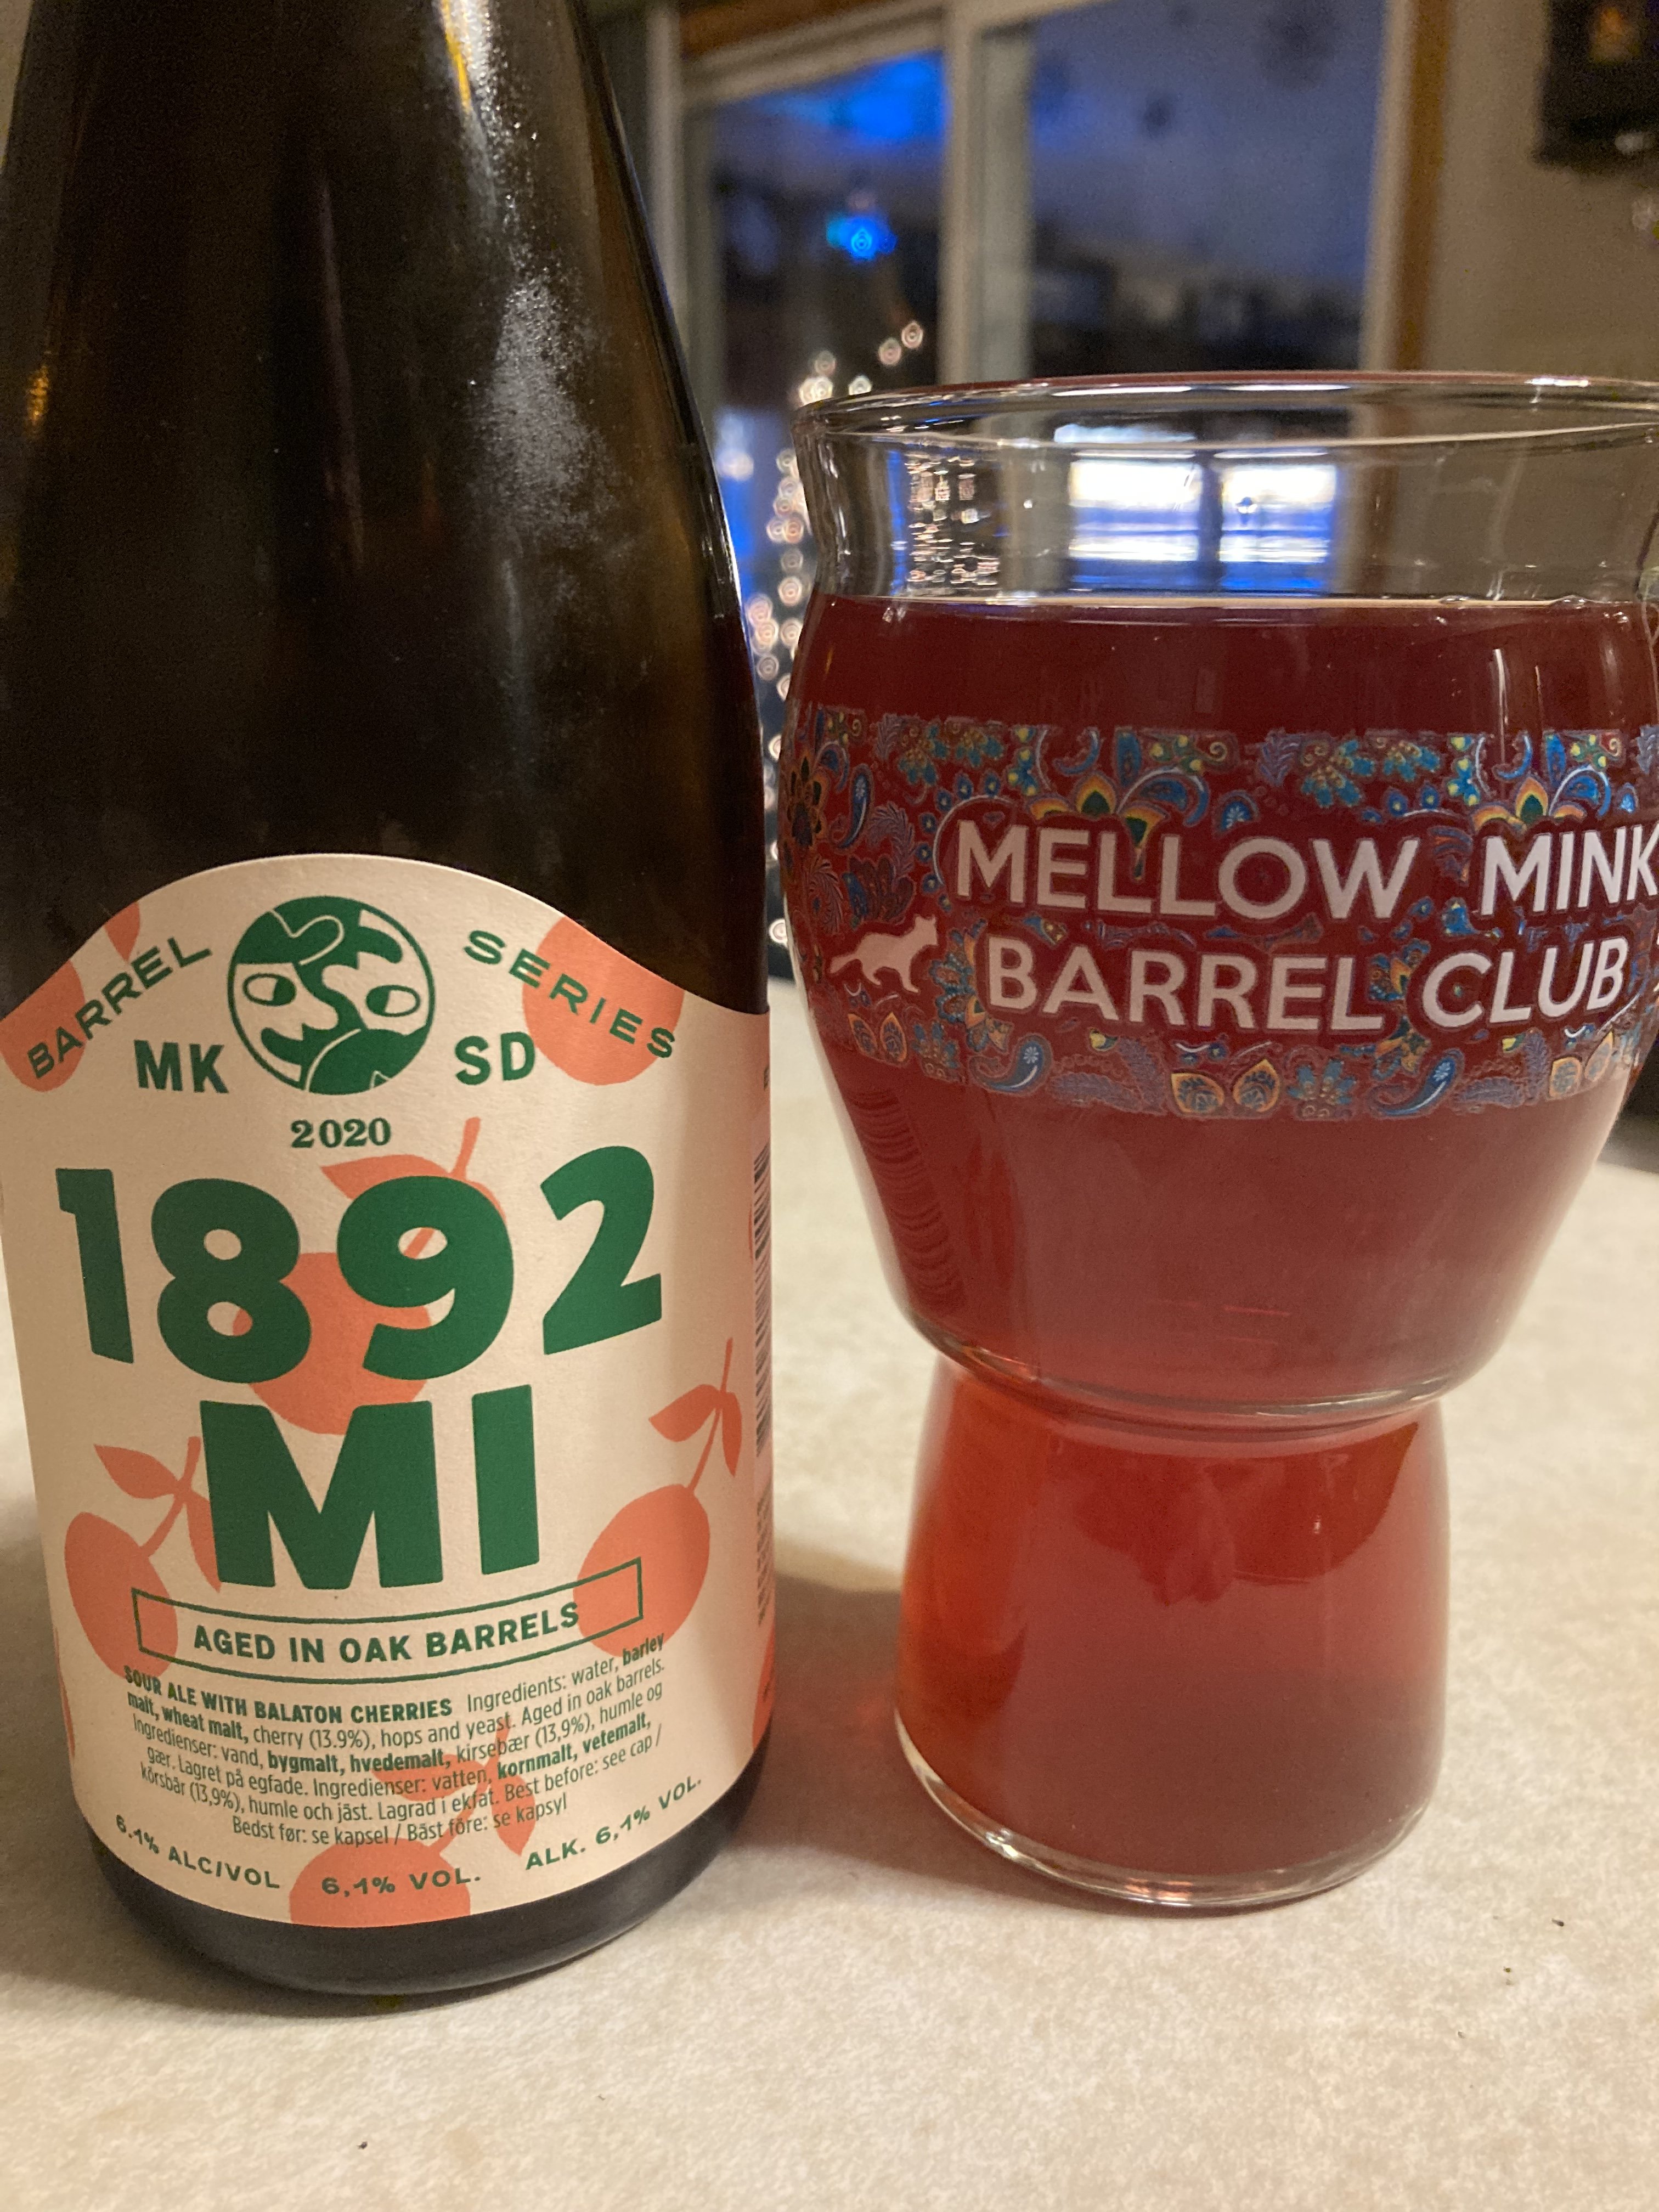 BARREL SERIES
MK SD
2020
1892
MI
AGED IN OAK BARRELS
SOUR ALE WITH BALATON CHERRIES Ingredients: water, barley
malt, wheat malt, cherry (13.9%), hops and yeast. Aged in oak barrels.
Ingredienser: vand, bygmalt, hvedemalt, kirsebær (13,9%), humle og
gær. Lagret på egfade. Ingredienser: vatten, kornmalt, vetemalt,
körsbär (13,9%), humle och jäst. Lagrad i ekfat. Best before: see cap /
Bedst før: se kapsel / Bäst före: se kapsyl
6.1% ALC/VOL 6,1% VOL. ALK. 6,1% VOL.
MELLOW MINK
BARREL CLUB